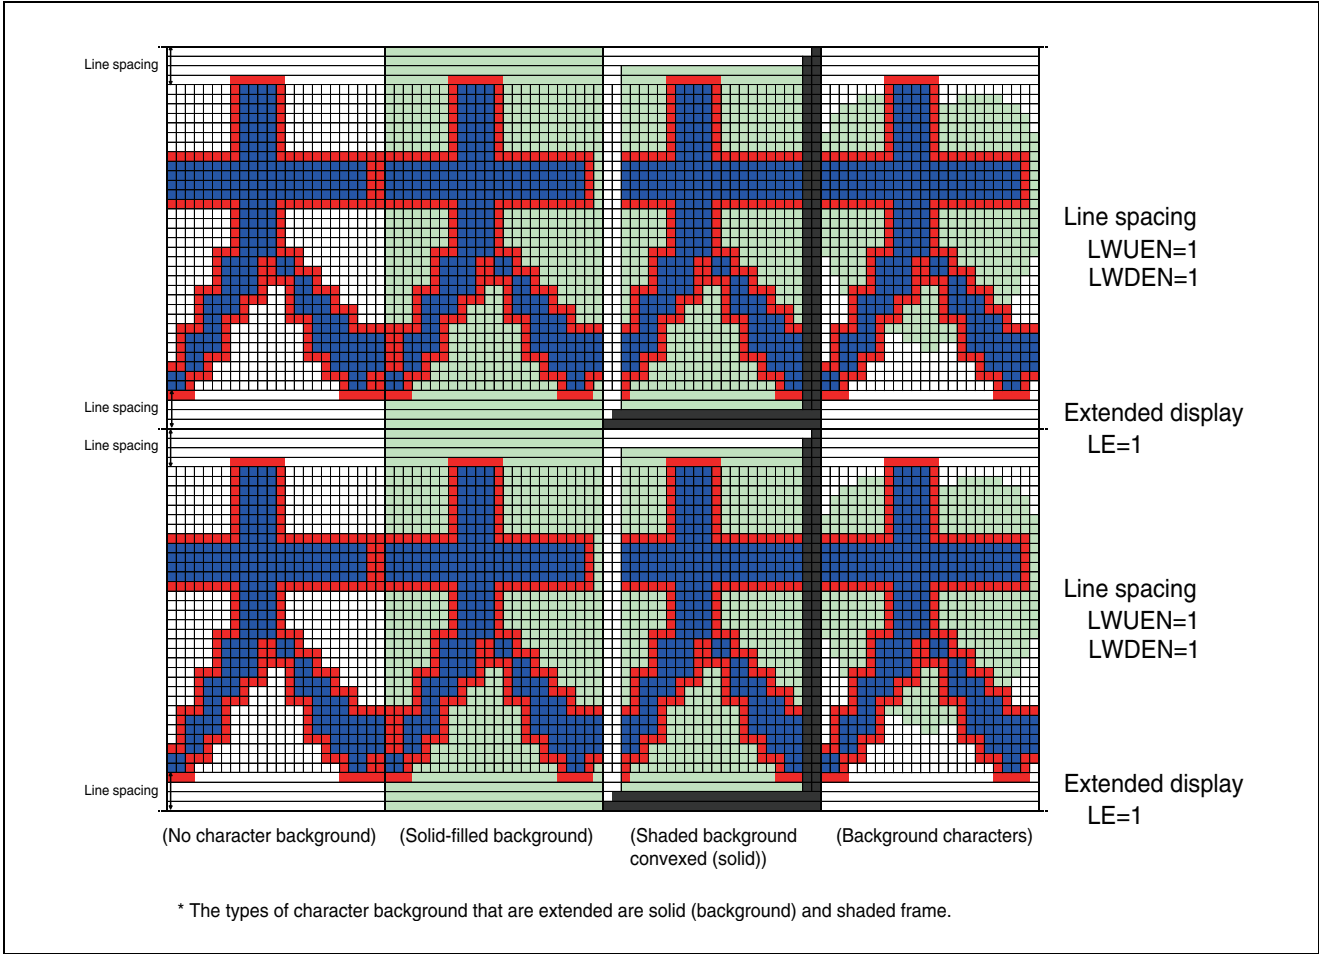 Line spacing
Line spacing
LWUEN=1
LWDEN=1
Line spacing
Extended display
LE=1
Line spacing
Line spacing
LWUEN=1
LWDEN=1
Line spacing
Extended display
LE=1
(No character background)
(Solid-filled background)
(Shaded background
convexed (solid))
(Background characters)
* The types of character background that are extended are solid (background) and shaded frame.